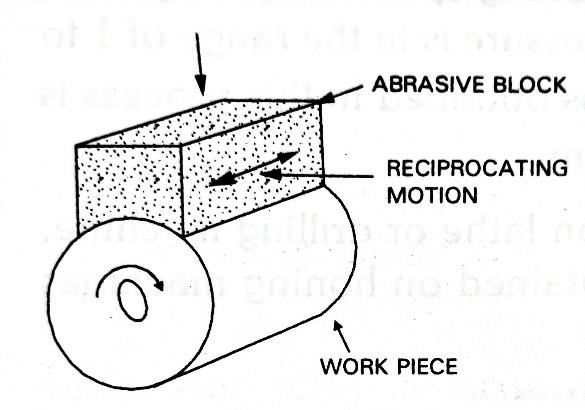 ABRASIVE BLOCK
RECIPROCATING
MOTION
WORK PIECE